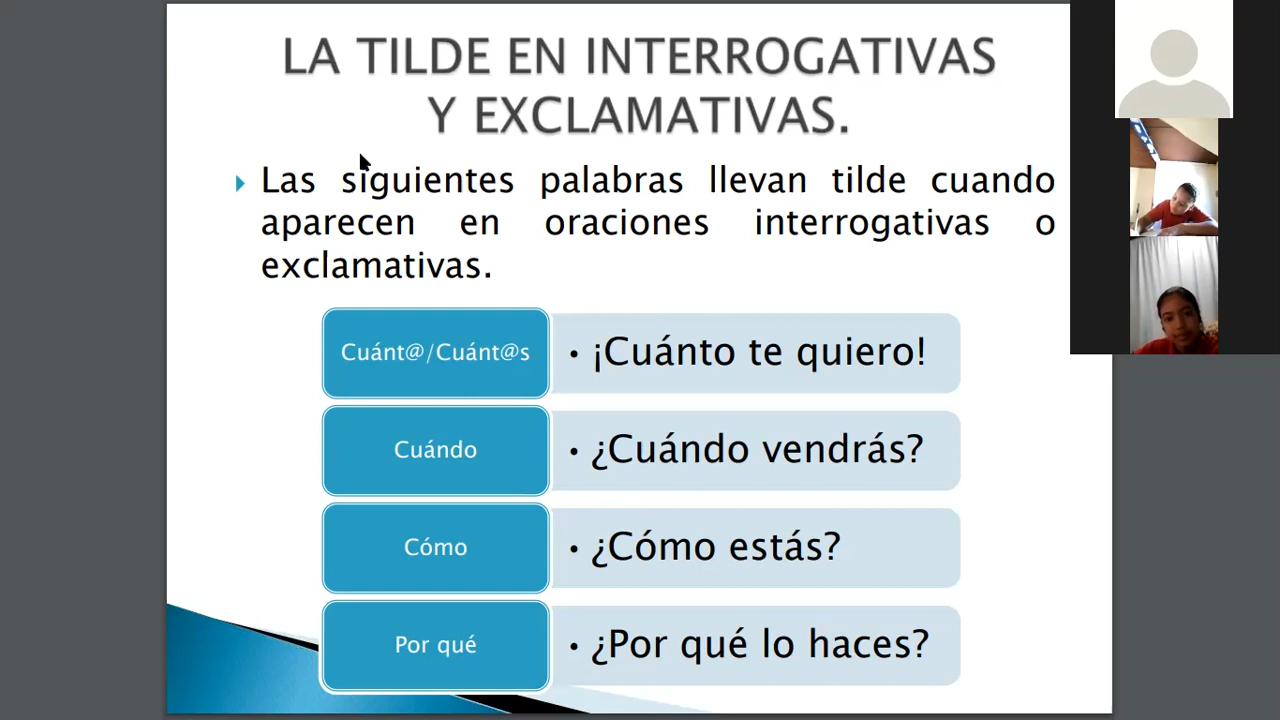 LA TILDE EN INTERROGATIVAS
Y EXCLAMATIVAS.
Las siguientes palabras llevan tilde cuando
aparecen en oraciones interrogativas o
exclamativas.
Cuánt@/Cuánt@s
• ¡Cuánto te quiero!
Cuándo
• ¿Cuándo vendrás?
Cómo
• ¿Cómo estás?
Por qué
• ¿Por qué lo haces?